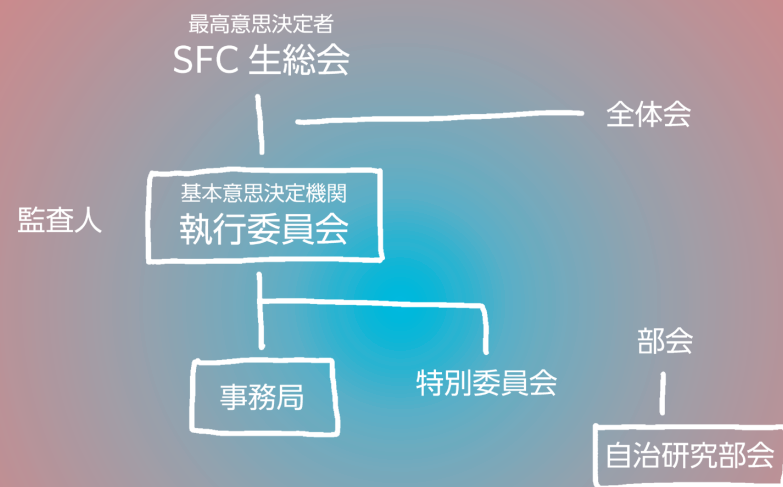 最高意思決定者
SFC 生総会
全体会
基本意思決定機関
執行委員会
監査人
事務局
特別委員会
部会
自治研究部会